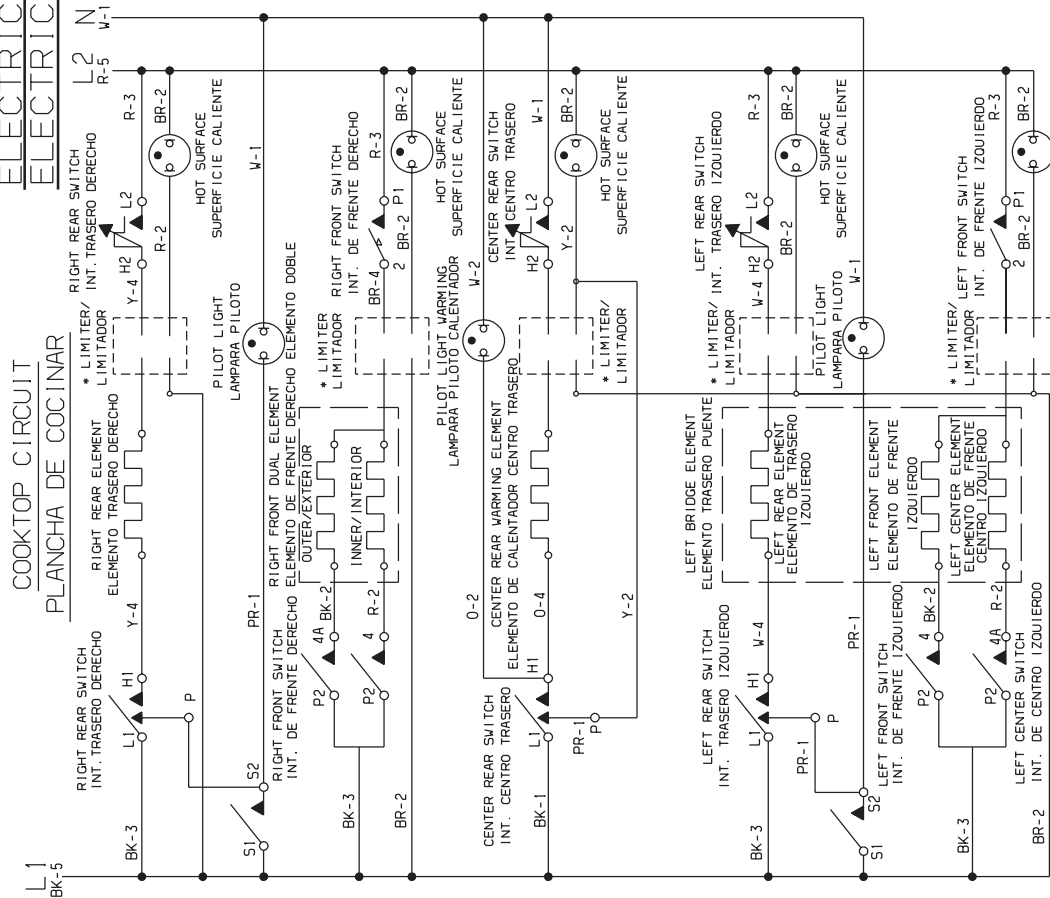 ELECTRIC
ELECTRIC
COOKTOP CIRCUIT
PLANCHA DE COCINAR
L1
BK-5
L2
R-5
N
W-1
BK-3
RIGHT REAR SWITCH
INT. TRASERO DERECHO
L1
H1
P
Y-4
RIGHT REAR ELEMENT
ELEMENTO TRASERO DERECHO
* LIMITER/
LIMITADOR
Y-4
H2
L2
RIGHT REAR SWITCH
INT. TRASERO DERECHO
R-3
R-2
BR-2
HOT SURFACE
SUPERFICIE CALIENTE
S1
S2
PR-1
PILOT LIGHT
LAMPARA PILOTO
W-1
RIGHT FRONT SWITCH
INT. DE FRENTE DERECHO
RIGHT FRONT DUAL ELEMENT
ELEMENTO DE FRENTE DERECHO ELEMENTO DOBLE
OUTER/EXTERIOR
INNER/INTERIOR
BK-3
P2
4A
BK-2
P2
4
R-2
BR-2
* LIMITER
LIMITADOR
RIGHT FRONT SWITCH
INT. DE FRENTE DERECHO
BR-4
2
P1
R-3
BR-2
BR-2
HOT SURFACE
SUPERFICIE CALIENTE
O-2
PILOT LIGHT WARMING
LAMPARA PILOTO CALENTADOR
W-2
CENTER REAR SWITCH
INT. CENTRO TRASERO
BK-1
L1
H1
PR-1
P
O-4
CENTER REAR WARMING ELEMENT
ELEMENTO DE CALENTADOR CENTRO TRASERO
CENTER REAR SWITCH
INT. CENTRO TRASERO
H2
L2
W-1
Y-2
BR-2
HOT SURFACE
SUPERFICIE CALIENTE
* LIMITER/
LIMITADOR
Y-2
LEFT REAR SWITCH
INT. TRASERO IZQUIERDO
BK-3
L1
H1
P
PR-1
W-4
LEFT BRIDGE ELEMENT
ELEMENTO TRASERO PUENTE
LEFT REAR ELEMENT
ELEMENTO DE TRASERO
IZQUIERDO
* LIMITER/
LIMITADOR
LEFT REAR SWITCH
INT. TRASERO IZQUIERDO
W-4
H2
L2
R-3
BR-2
BR-2
HOT SURFACE
SUPERFICIE CALIENTE
S1
S2
PR-1
PILOT LIGHT
LAMPARA PILOTO
W-1
LEFT FRONT SWITCH
INT. DE FRENTE IZQUIERDO
LEFT FRONT ELEMENT
ELEMENTO DE FRENTE
IZQUIERDO
BK-3
P2
4
BK-2
LEFT CENTER ELEMENT
ELEMENTO DE FRENTE
CENTRO IZQUIERDO
P2
4A
R-2
LEFT CENTER SWITCH
INT. DE CENTRO IZQUIERDO
BR-2
* LIMITER/
LIMITADOR
LEFT FRONT SWITCH
INT. DE FRENTE IZQUIERDO
2
P1
R-3
BR-2
BR-2